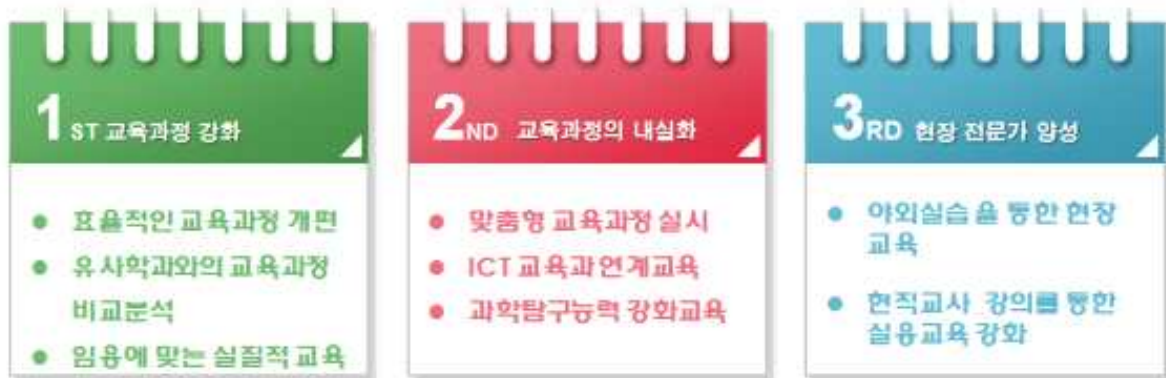 1 ST 교육과정 강화
● 효율적인 교육과정 개편
● 유사학과와의 교육과정
비교분석
● 임용에 맞는 실질적 교육
2ND 교육과정의 내실화
● 맞춤형 교육과정 실시
● ICT 교육과 연계교육
● 과학탐구능력 강화교육
3RD 현장 전문가 양성
● 야외실습 을 통한 현장
교육
● 현직교사 강의를 통한
실용교육 강화